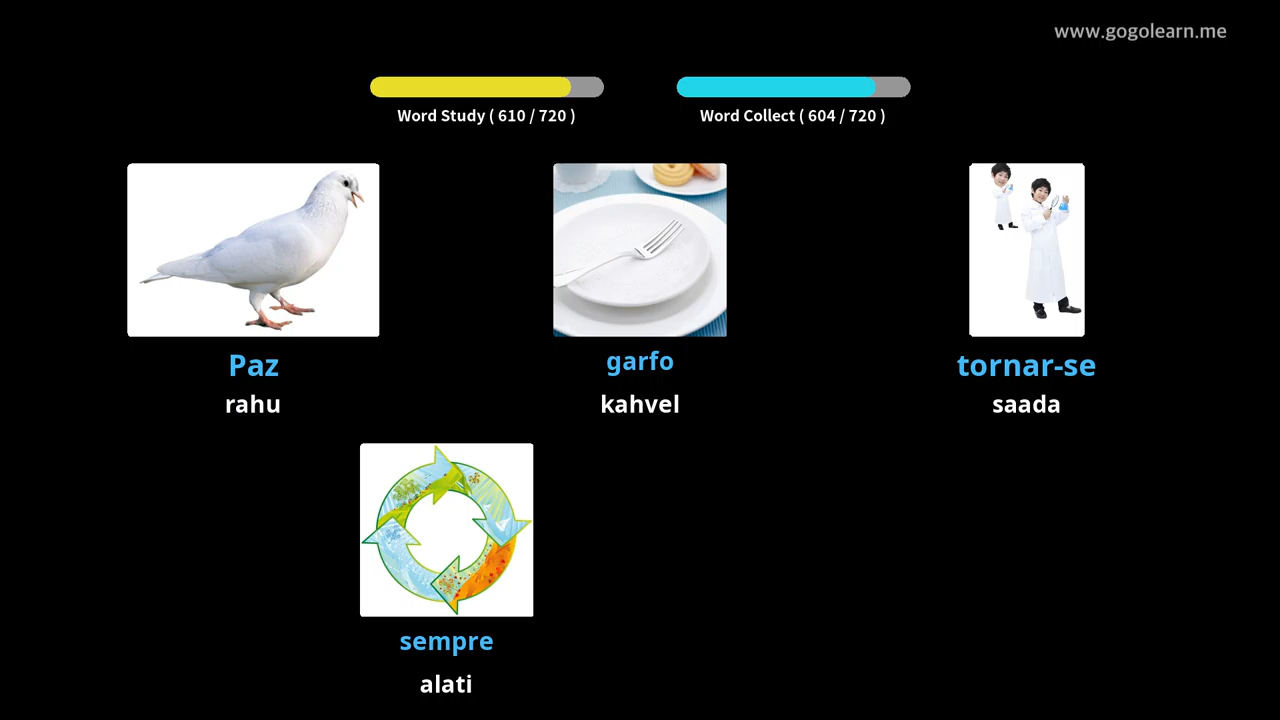 www.gogolearn.me
Word Study ( 610 / 720 )
Word Collect ( 604 / 720 )
Paz
rahu
garfo
kahvel
tornar-se
saada
sempre
alati